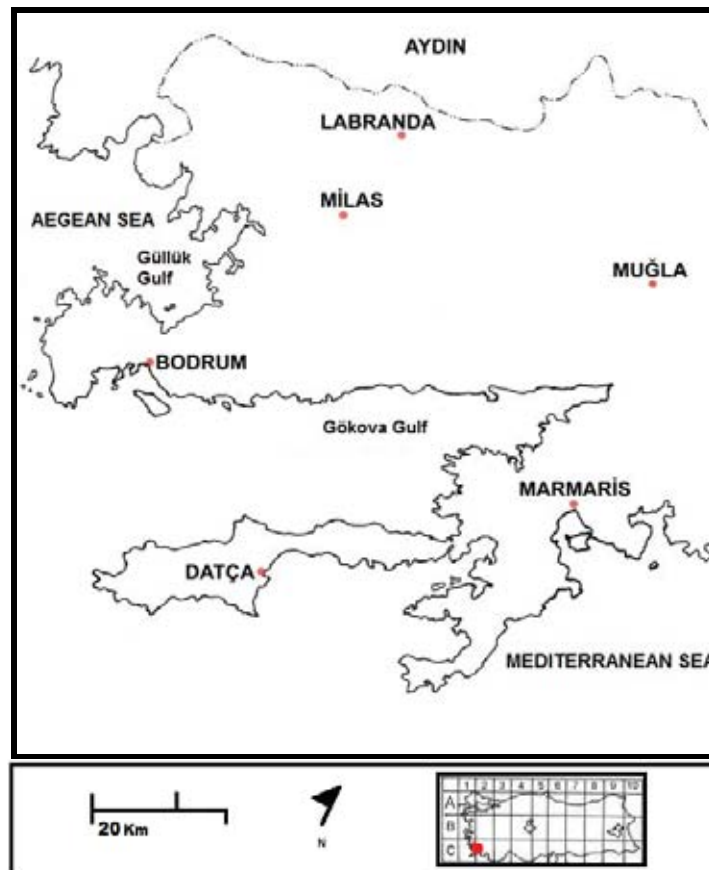 AYDIN
LABRANDA
MİLAS
AEGEAN SEA
Güllük
Gulf
MUĞLA
BODRUM
Gökova Gulf
MARMARİS
DATÇA
MEDITERRANEAN SEA
20 Km
N
1 2 3 4 5 6 7 8 9 10
A
B
C